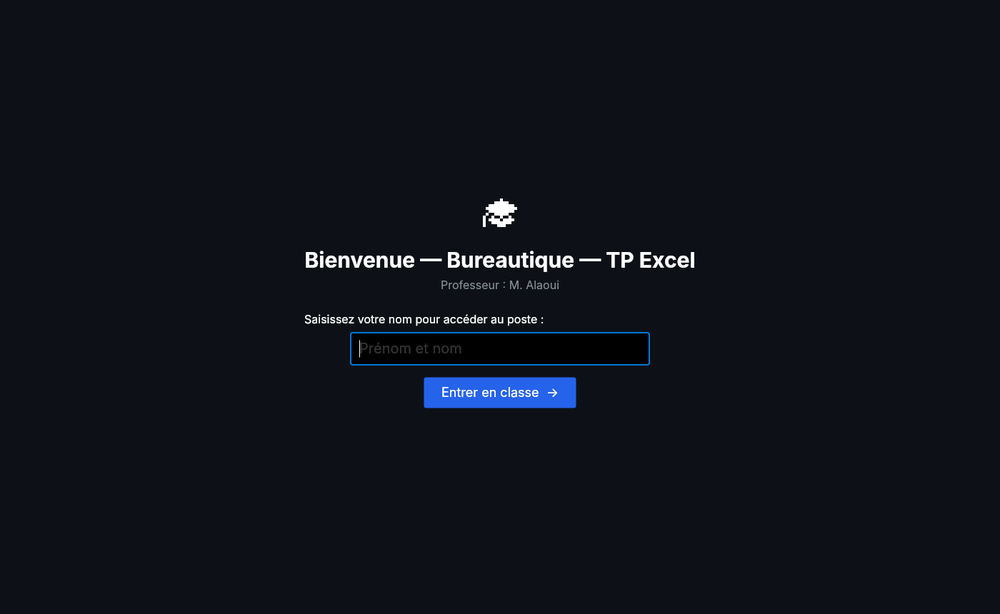 Bienvenue — Bureautique — TP Excel
Professeur : M. Alaoui
Saisissez votre nom pour accéder au poste :
Prénom et nom
Entrer en classe →